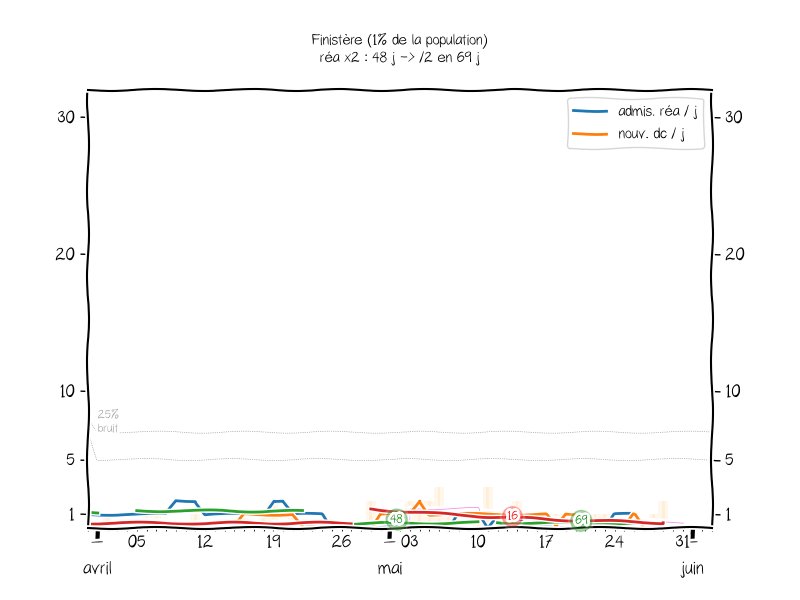 Finistère (1% de la population)
réa x2 : 48 j -> /2 en 69 j
admis. réa / j
nouv. dc / j
30
30
20
20
10
10
25%
bruit
5
5
1
1
48
16
69
05
12
19
26
03
10
17
24
31
avril
mai
juin